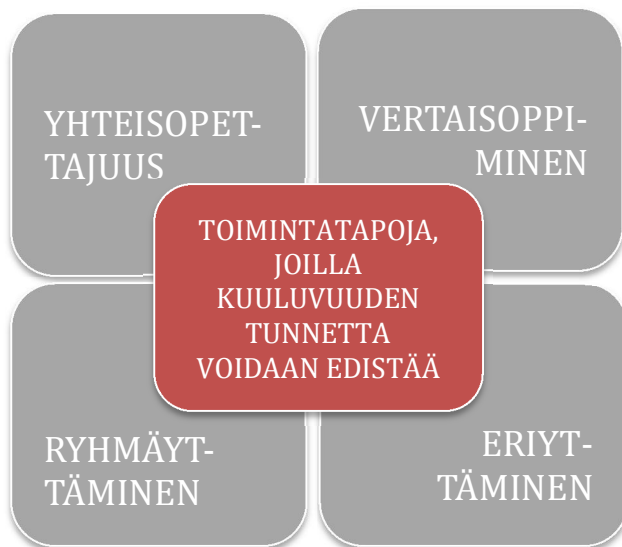 YHTEISOPET-
TAJUUS
VERTAISOPPI-
MINEN
TOIMINTATAPOJA,
JOILLA
KUULUVUUDEN
TUNNETTA
VOIDAAN EDISTÄÄ
RYHMÄYT-
TÄMINEN
ERIYT-
TÄMINEN